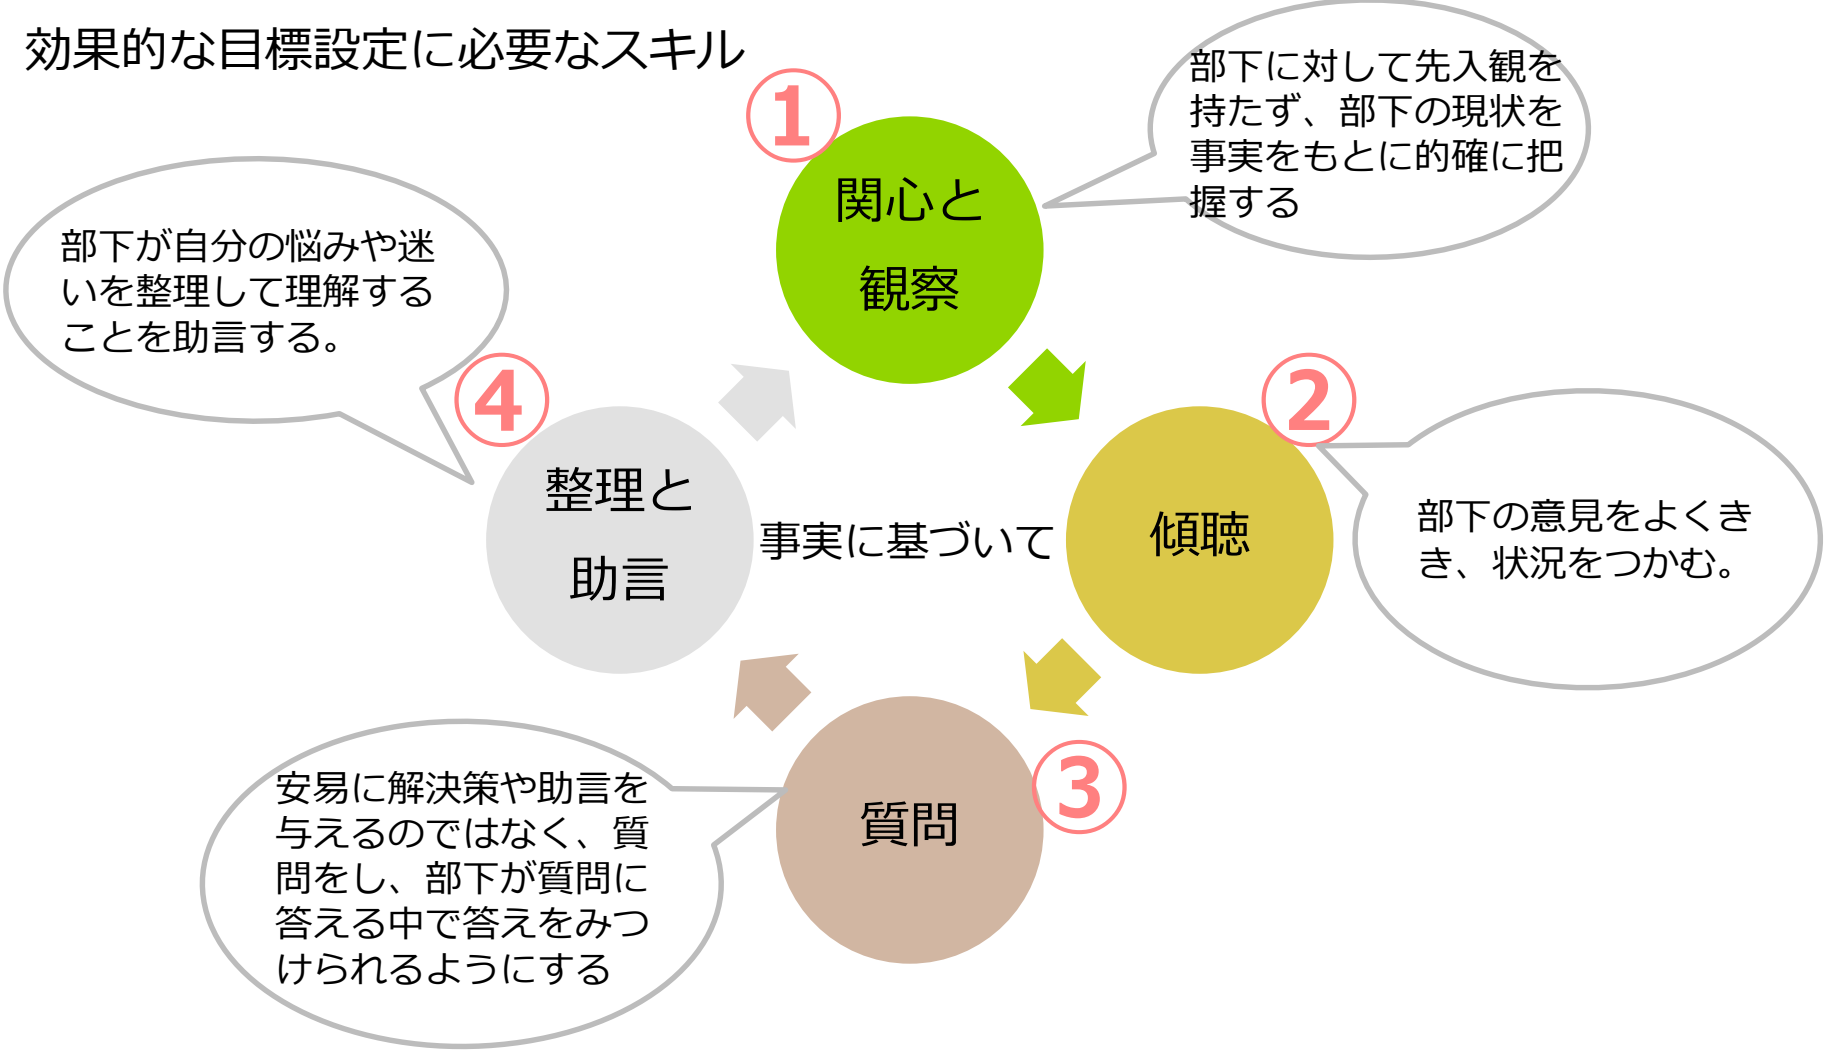 効果的な目標設定に必要なスキル
①
関心と
観察
部下に対して先入観を
持たず、部下の現状を
事実をもとに的確に把
握する
②
傾聴
部下の意見をよくき
き、状況をつかむ。
③
質問
安易に解決策や助言を
与えるのではなく、質
問をし、部下が質問に
答える中で答えをみつ
けられるようにする
④
整理と
助言
部下が自分の悩みや迷
いを整理して理解する
ことを助言する。
事実に基づいて